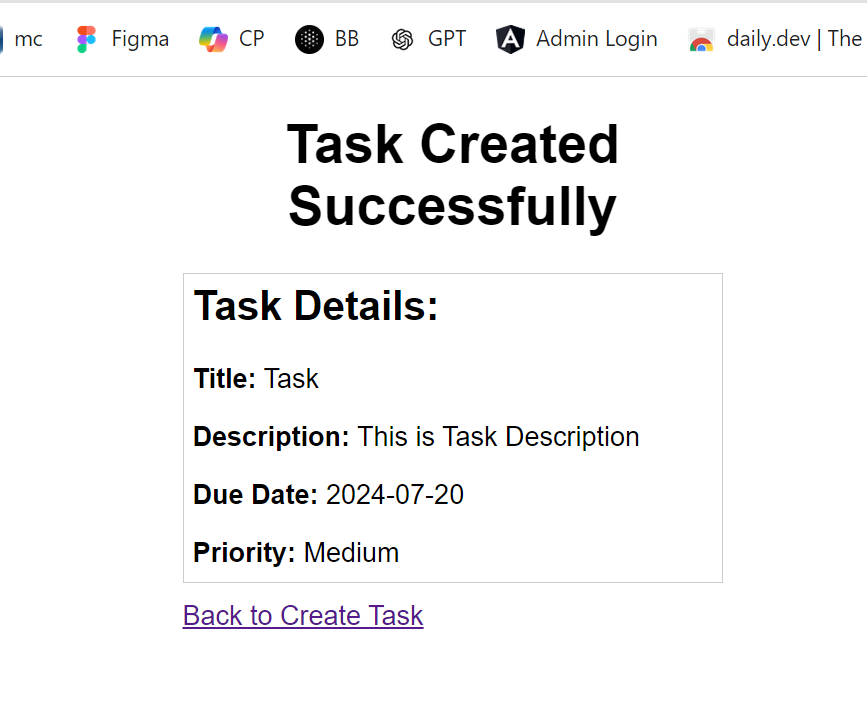 mc Figma CP BB GPT Admin Login daily.dev | The
Task Created
Successfully
Task Details:
Title: Task
Description: This is Task Description
Due Date: 2024-07-20
Priority: Medium
Back to Create Task